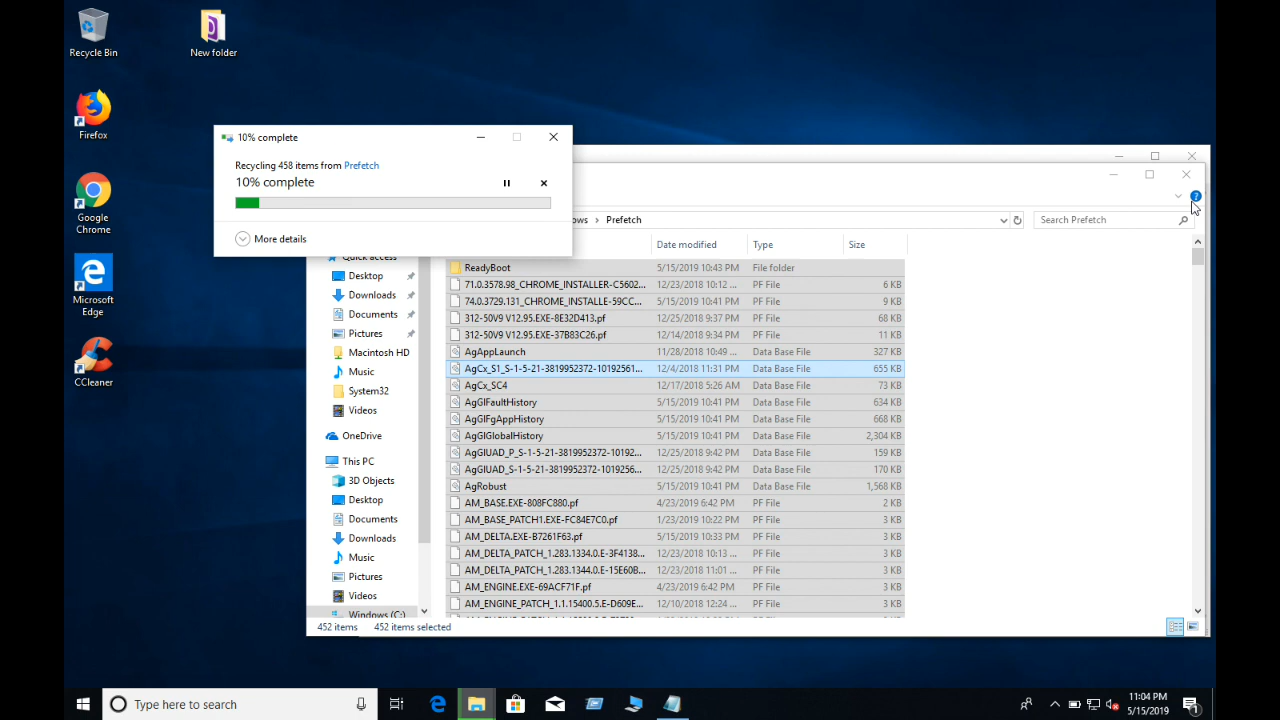 Recycle Bin
New folder
Firefox
Google
Chrome
Microsoft
Edge
CCleaner
10% complete
Recycling 458 items from Prefetch
10% complete
More details
ows > Prefetch
Search Prefetch
Date modified Type Size
Quick access
Desktop
Downloads
Documents
Pictures
Macintosh HD
Music
System32
Videos
OneDrive
This PC
3D Objects
Desktop
Documents
Downloads
Music
Pictures
Videos
Windows (C:)
ReadyBoot 5/15/2019 10:43 PM File folder
71.0.3578.98_CHROME_INSTALLER-C5602... 12/23/2018 10:12 ... PF File 6 KB
74.0.3729.131_CHROME_INSTALLE-59CC... 5/15/2019 10:41 PM PF File 9 KB
312-50V9 V12.95.EXE-8E32D413.pf 12/25/2018 9:37 PM PF File 68 KB
312-50V9 V12.95.EXE-37B83C26.pf 12/14/2018 9:34 PM PF File 11 KB
AgAppLaunch 11/28/2018 10:49 ... Data Base File 327 KB
AgCx_S1_S-1-5-21-3819952372-10192561... 12/4/2018 11:31 PM Data Base File 655 KB
AgCx_SC4 12/17/2018 5:26 AM Data Base File 73 KB
AgGlFaultHistory 5/15/2019 10:41 PM Data Base File 634 KB
AgGlFgAppHistory 5/15/2019 10:41 PM Data Base File 668 KB
AgGlGlobalHistory 5/15/2019 10:41 PM Data Base File 2,304 KB
AgGlUAD_P_S-1-5-21-3819952372-10192... 12/25/2018 9:42 PM Data Base File 159 KB
AgGlUAD_S-1-5-21-3819952372-1019256... 12/25/2018 9:42 PM Data Base File 170 KB
AgRobust 5/15/2019 10:41 PM Data Base File 1,568 KB
AM_BASE.EXE-808FC880.pf 4/23/2019 6:42 PM PF File 2 KB
AM_BASE_PATCH1.EXE-FC84E7C0.pf 1/23/2019 10:22 PM PF File 3 KB
AM_DELTA.EXE-B7261F63.pf 5/15/2019 10:33 PM PF File 3 KB
AM_DELTA_PATCH_1.283.1334.0.E-3F4138... 12/23/2018 10:13 ... PF File 3 KB
AM_DELTA_PATCH_1.283.1344.0.E-15E60B... 12/23/2018 11:01 ... PF File 3 KB
AM_ENGINE.EXE-69ACF71F.pf 4/23/2019 6:42 PM PF File 3 KB
AM_ENGINE_PATCH_1.1.15400.5.E-D609E... 12/10/2018 12:24 ... PF File 3 KB
452 items 452 items selected
Type here to search
11:04 PM
5/15/2019
1